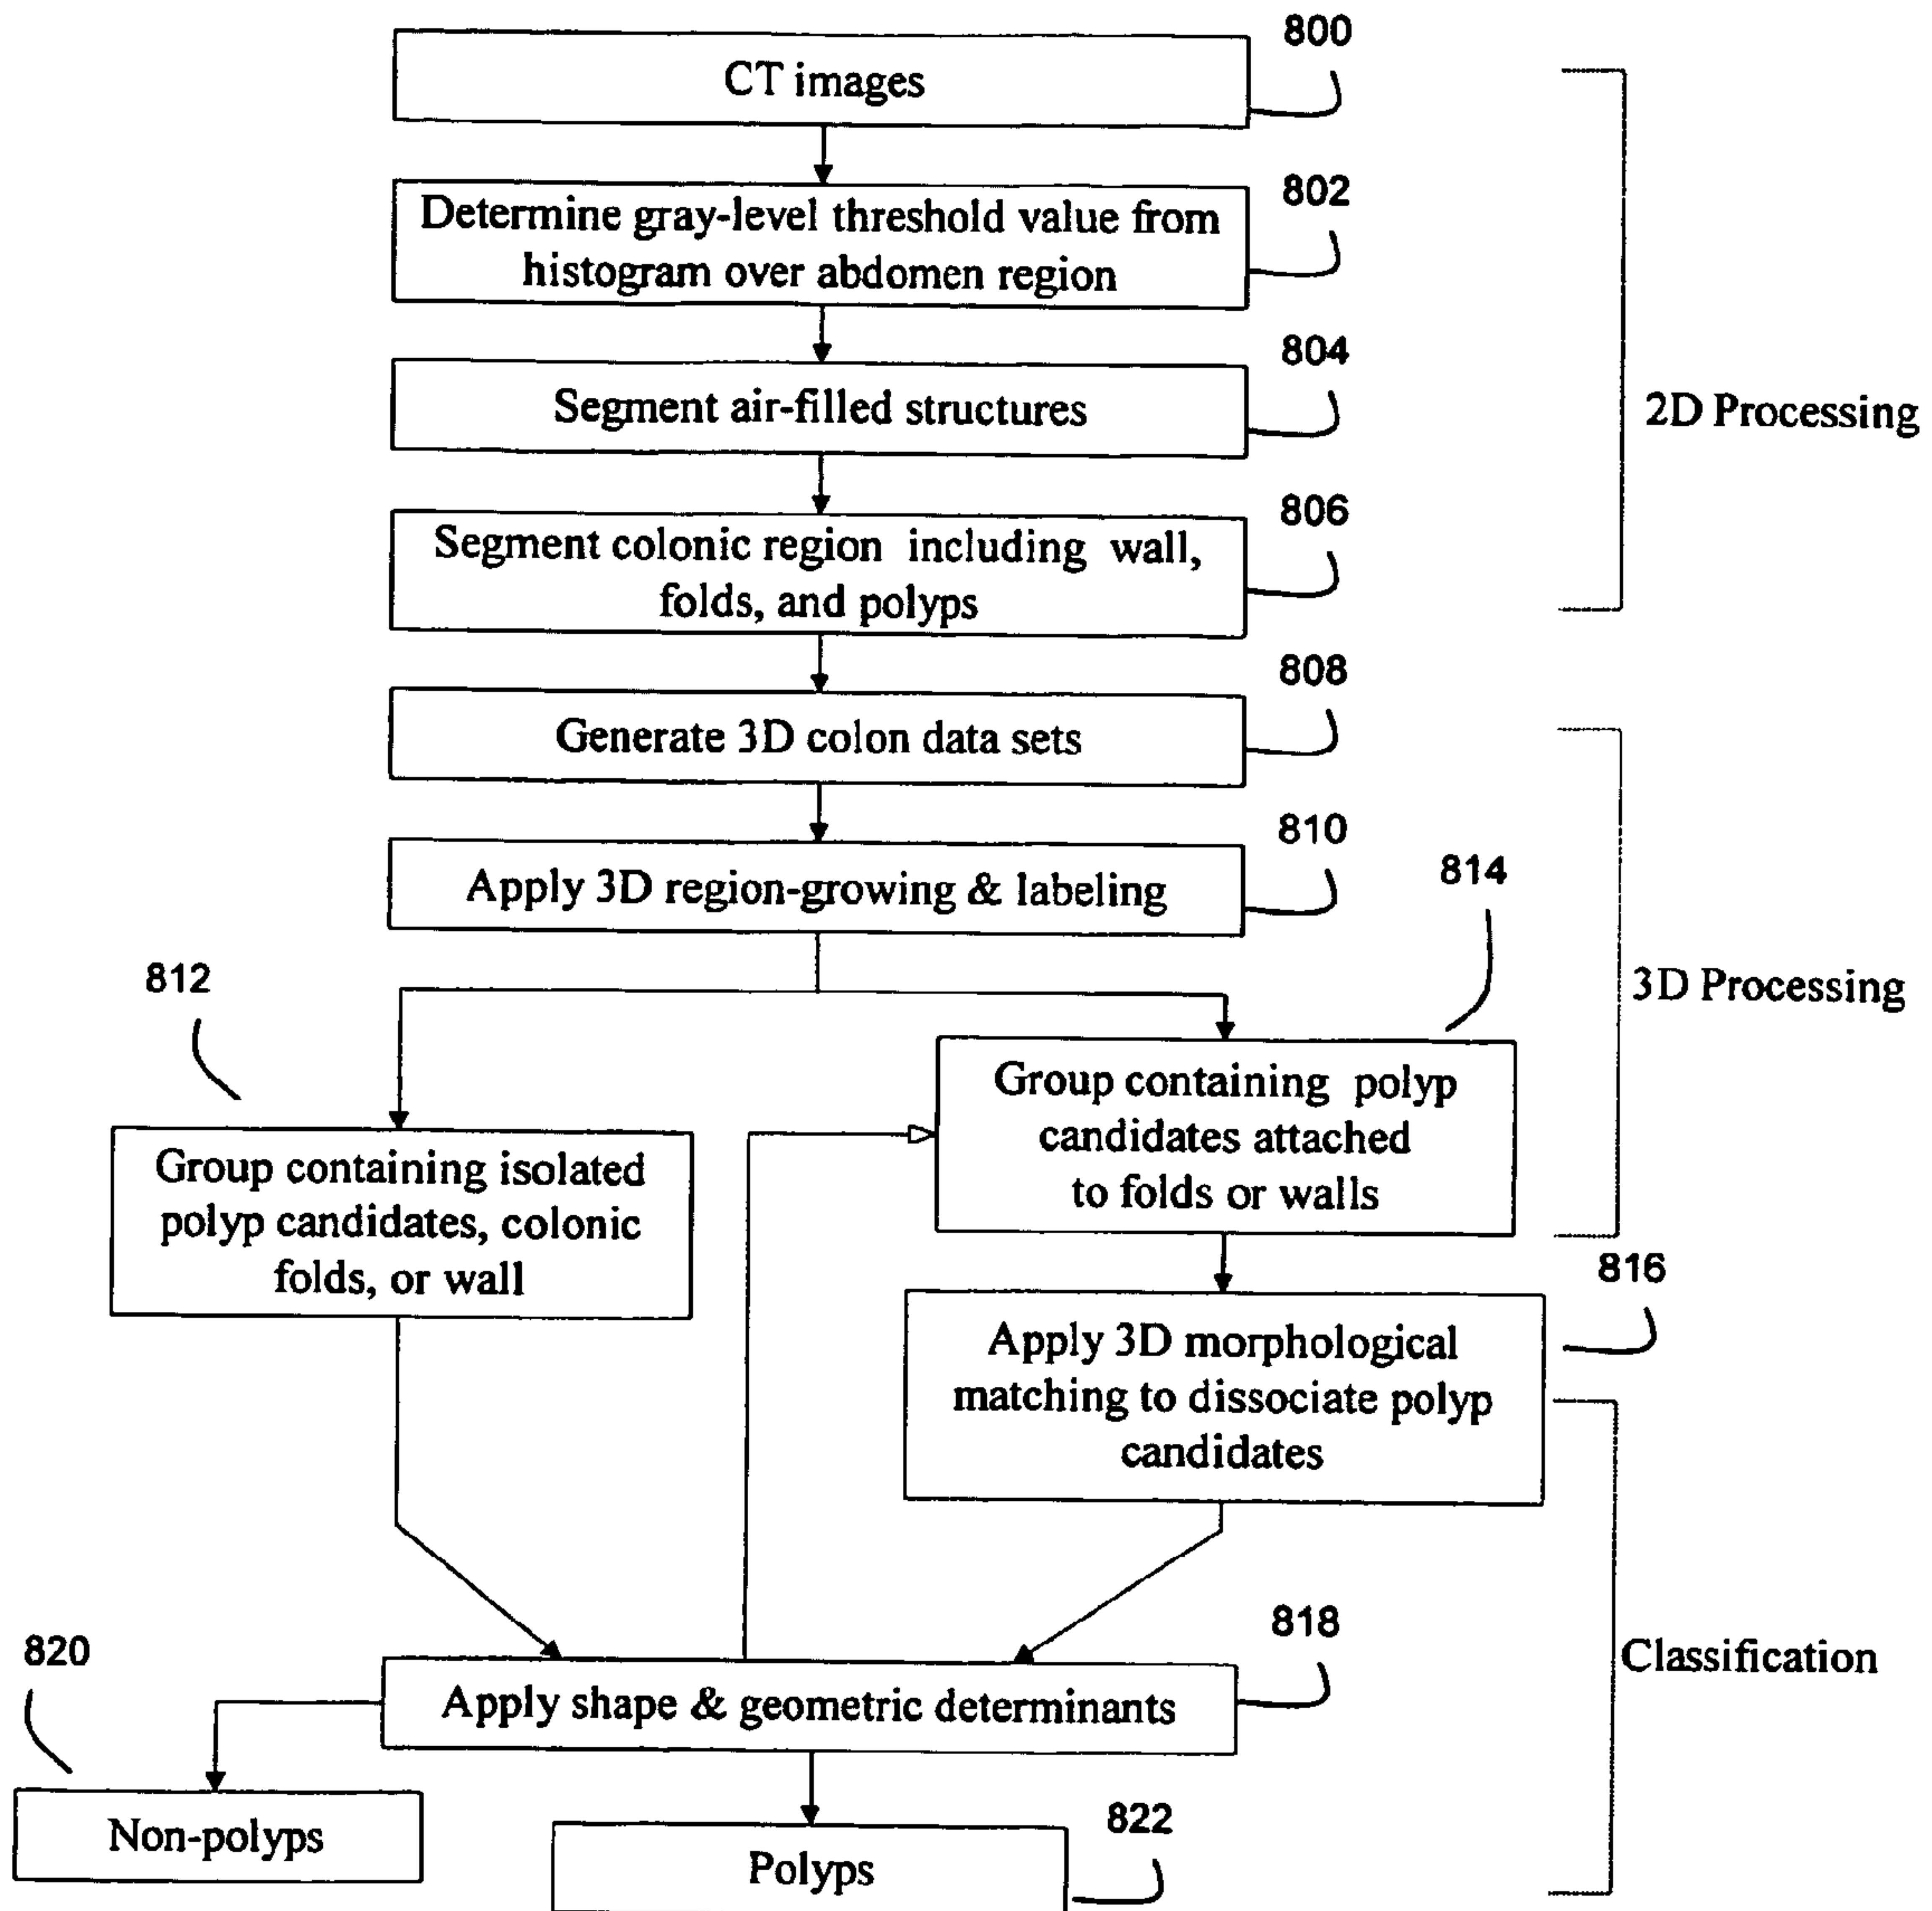 800
CT images
802
Determine gray-level threshold value from
histogram over abdomen region
804
Segment air-filled structures
2D Processing
806
Segment colonic region including wall,
folds, and polyps
808
Generate 3D colon data sets
810
Apply 3D region-growing & labeling
814
812
3D Processing
Group containing polyp
candidates attached
to folds or walls
Group containing isolated
polyp candidates, colonic
folds, or wall
816
Apply 3D morphological
matching to dissociate polyp
candidates
818
820
Classification
Apply shape & geometric determinants
Non-polyps
822
Polyps